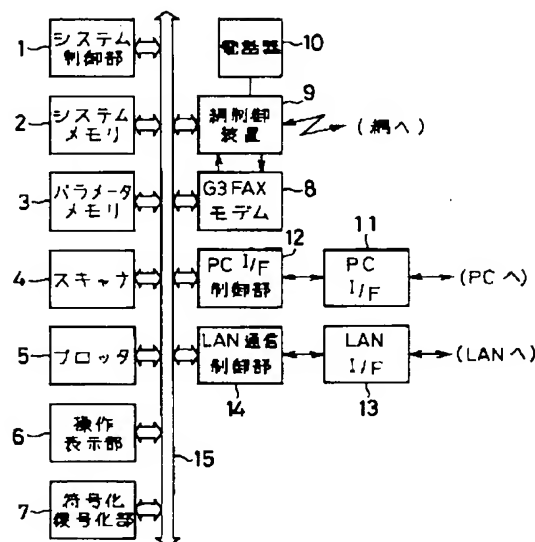 1
システム
制御部
2
システム
メモリ
3
パラメータ
メモリ
4
スキャナ
5
プロッタ
6
操作
表示部
7
符号化
復号化部
電話器
10
網制御
装置
9
(網へ)
G3FAX
モデム
8
PC I/F
制御部
12
PC
I/F
11
(PCへ)
LAN通信
制御部
14
LAN
I/F
13
(LANへ)
15